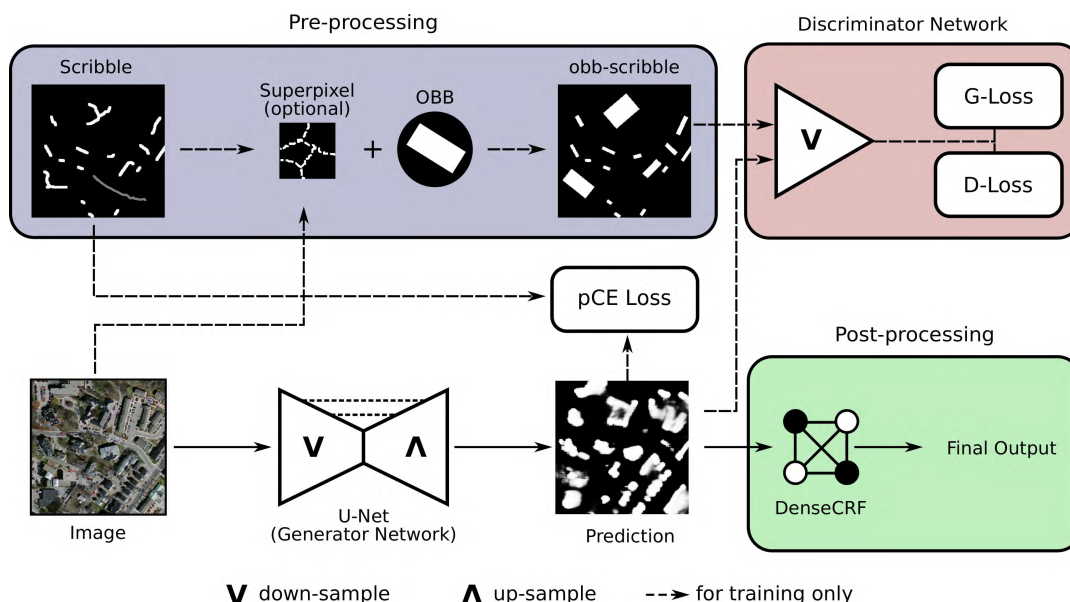 Pre-processing
Discriminator Network
Scribble
Superpixel
(optional)
OBB
obb-scribble
+
V
G-Loss
D-Loss
pCE Loss
Post-processing
V
Λ
Final Output
DenseCRF
Image
U-Net
(Generator Network)
Prediction
V down-sample
Λ up-sample
for training only